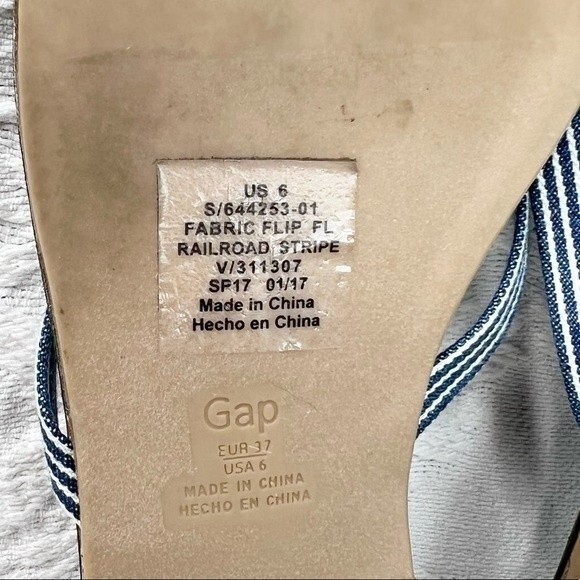 US 6
S/644253-01
FABRIC FLIP FL
RAILROAD STRIPE
V/311307
SP17 01/17
Made in China
Hecho en China
Gap
EUR 37
USA 6
MADE IN CHINA
HECHO EN CHINA